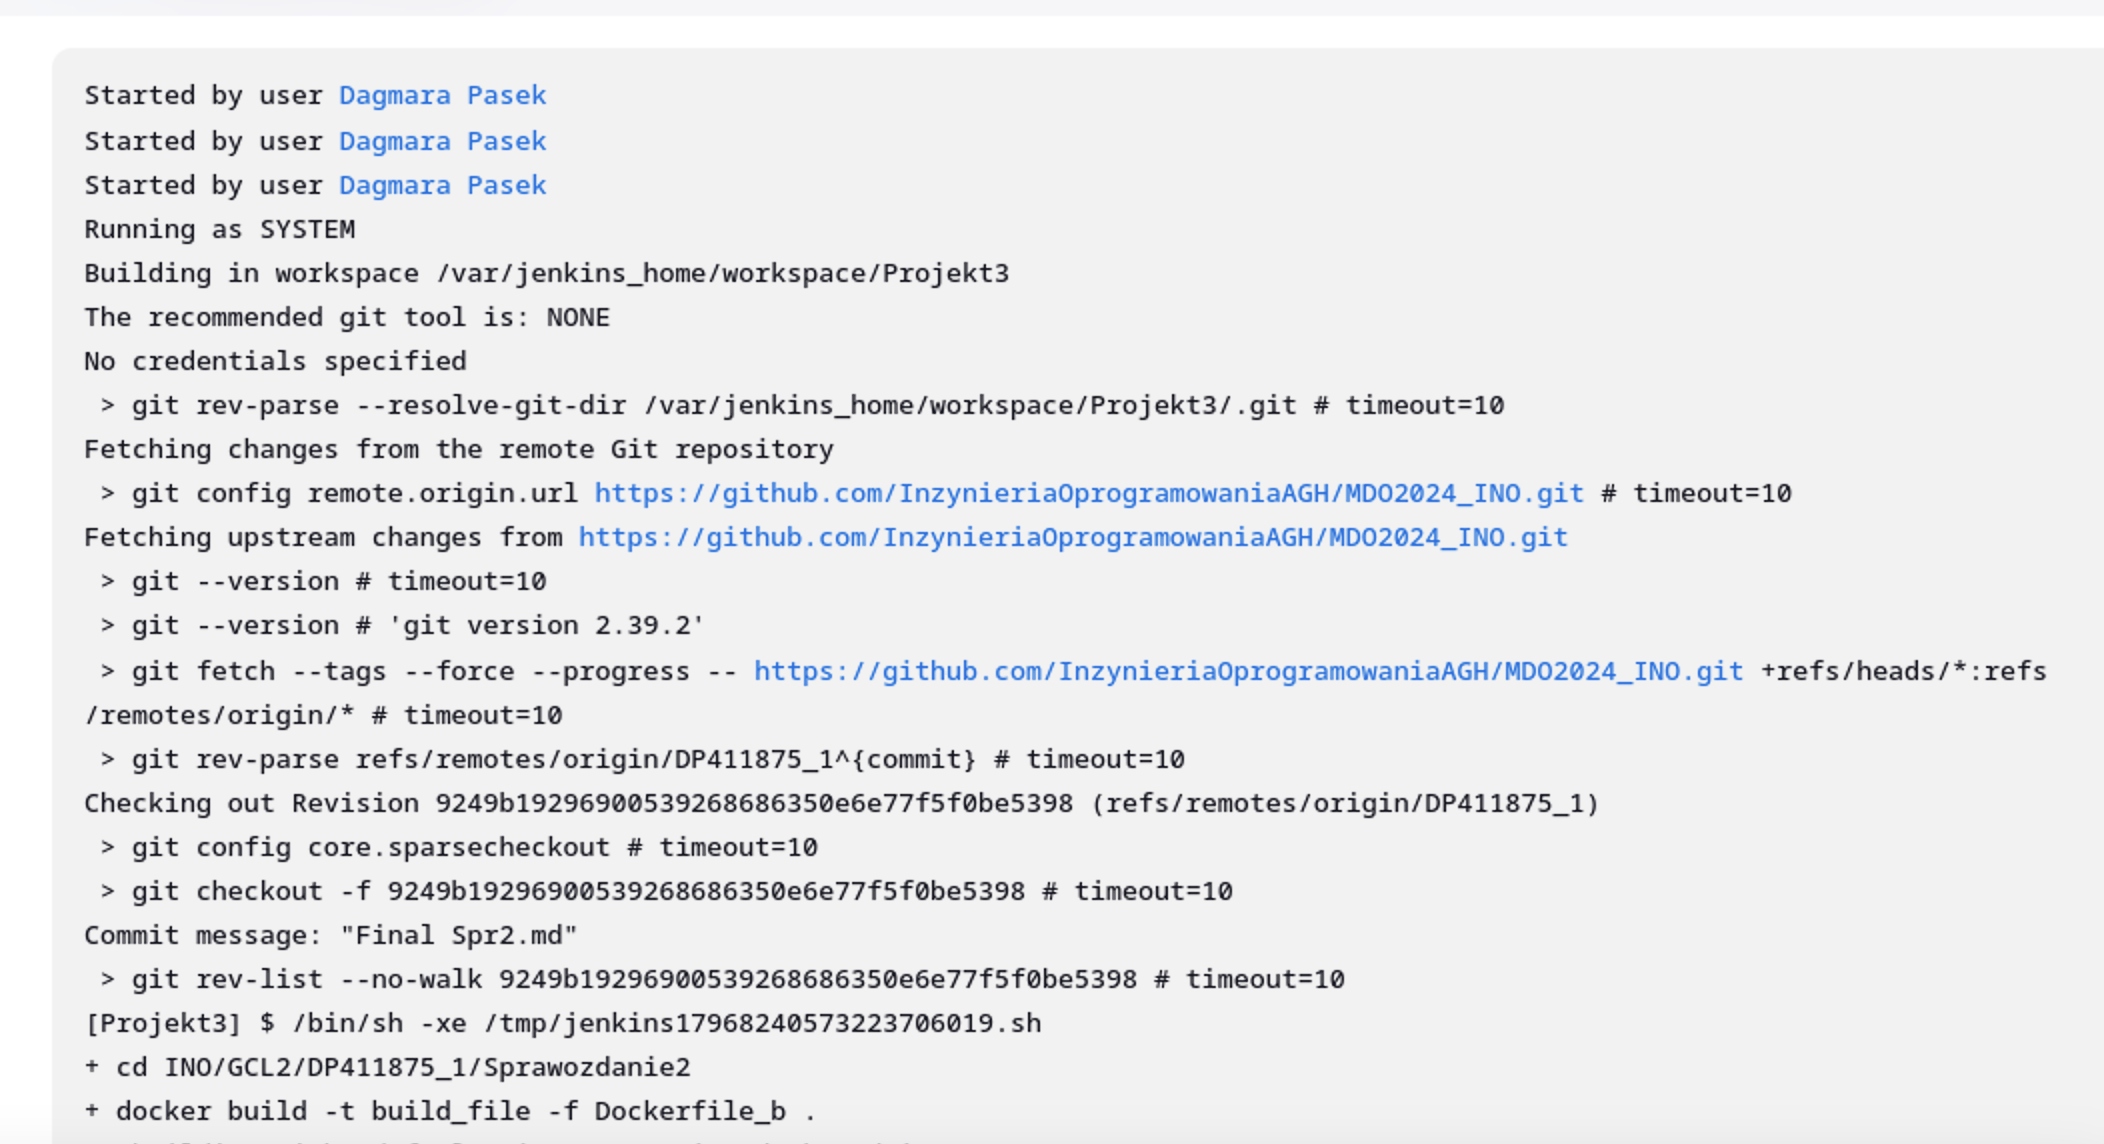 Started by user Dagmara Pasek
Started by user Dagmara Pasek
Started by user Dagmara Pasek
Running as SYSTEM
Building in workspace /var/jenkins_home/workspace/Projekt3
The recommended git tool is: NONE
No credentials specified
 > git rev-parse --resolve-git-dir /var/jenkins_home/workspace/Projekt3/.git # timeout=10
Fetching changes from the remote Git repository
 > git config remote.origin.url https://github.com/InzynieriaOprogramowaniaAGH/MDO2024_INO.git # timeout=10
Fetching upstream changes from https://github.com/InzynieriaOprogramowaniaAGH/MDO2024_INO.git
 > git --version # timeout=10
 > git --version # 'git version 2.39.2'
 > git fetch --tags --force --progress -- https://github.com/InzynieriaOprogramowaniaAGH/MDO2024_INO.git +refs/heads/*:refs
/remotes/origin/* # timeout=10
 > git rev-parse refs/remotes/origin/DP411875_1^{commit} # timeout=10
Checking out Revision 9249b19296900539268686350e6e77f5f0be5398 (refs/remotes/origin/DP411875_1)
 > git config core.sparsecheckout # timeout=10
 > git checkout -f 9249b19296900539268686350e6e77f5f0be5398 # timeout=10
Commit message: "Final Spr2.md"
 > git rev-list --no-walk 9249b19296900539268686350e6e77f5f0be5398 # timeout=10
[Projekt3] $ /bin/sh -xe /tmp/jenkins17968240573223706019.sh
+ cd INO/GCL2/DP411875_1/Sprawozdanie2
+ docker build -t build_file -f Dockerfile_b .